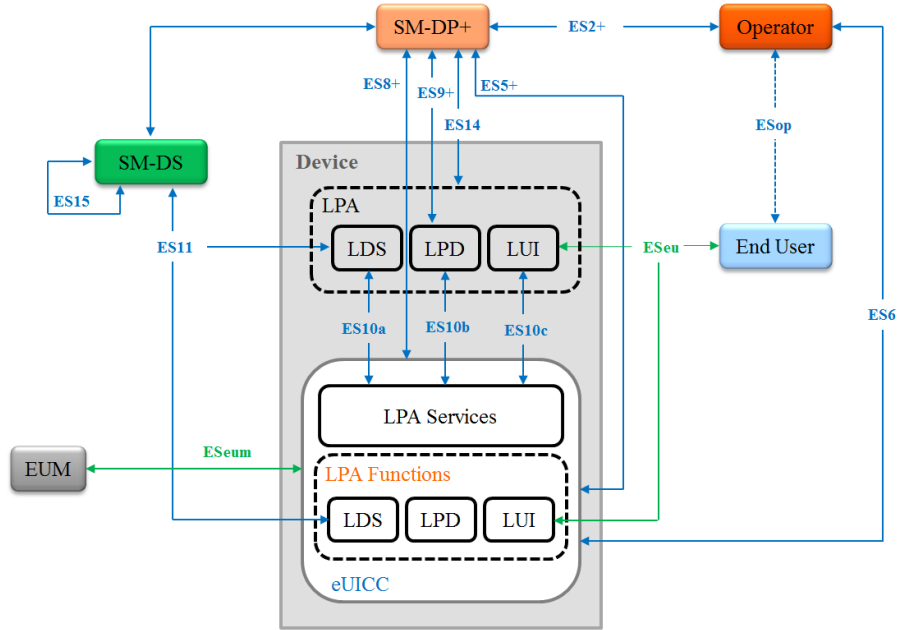 SM-DP+
ES2+
Operator
ES8+
ES9+
ES5+
ES14
ESop
Device
SM-DS
ES15
LPA
ES11
LDS
LPD
LUI
ESeu
End User
ES10a
ES10b
ES10c
ES6
LPA Services
ESeum
EUM
LPA Functions
LDS
LPD
LUI
eUICC